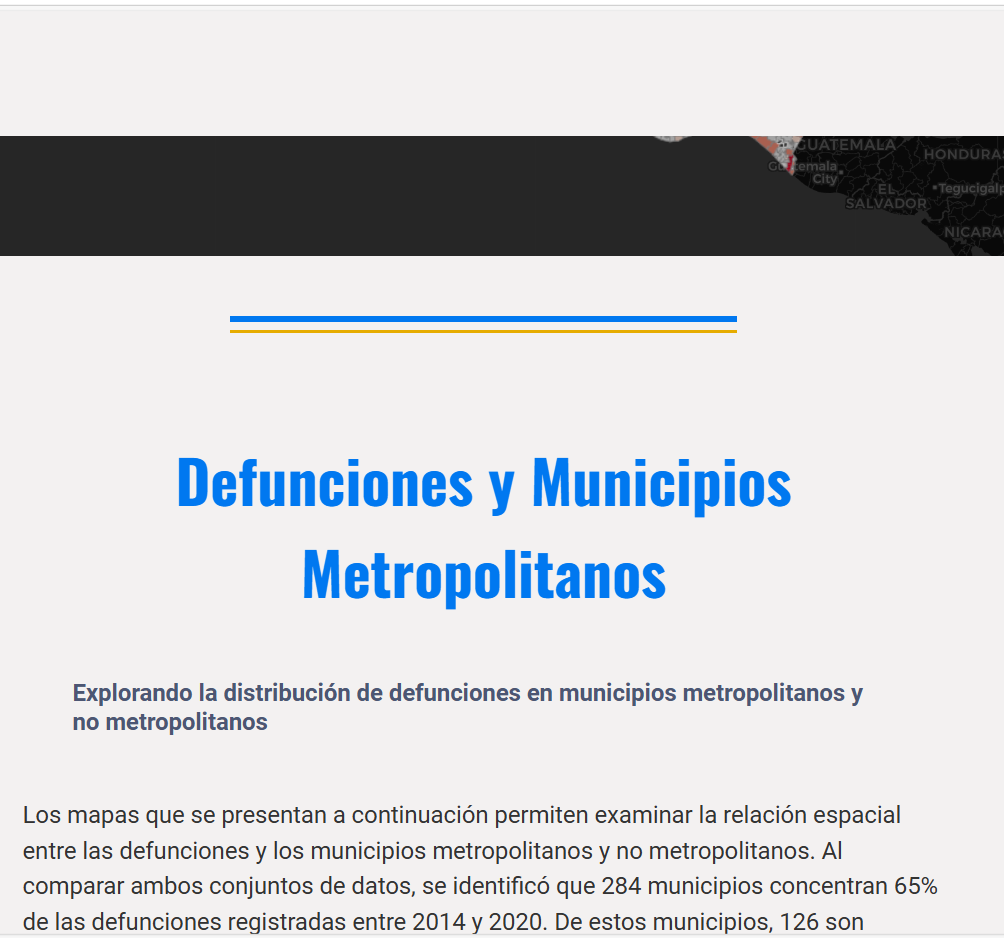 GUATEMALA
HONDURAS
Guatemala
City
EL
SALVADOR
Tegucigalp
NICARA
Defunciones y Municipios
Metropolitanos
Explorando la distribución de defunciones en municipios metropolitanos y
no metropolitanos
Los mapas que se presentan a continuación permiten examinar la relación espacial
entre las defunciones y los municipios metropolitanos y no metropolitanos. Al
comparar ambos conjuntos de datos, se identificó que 284 municipios concentran 65%
de las defunciones registradas entre 2014 y 2020. De estos municipios, 126 son